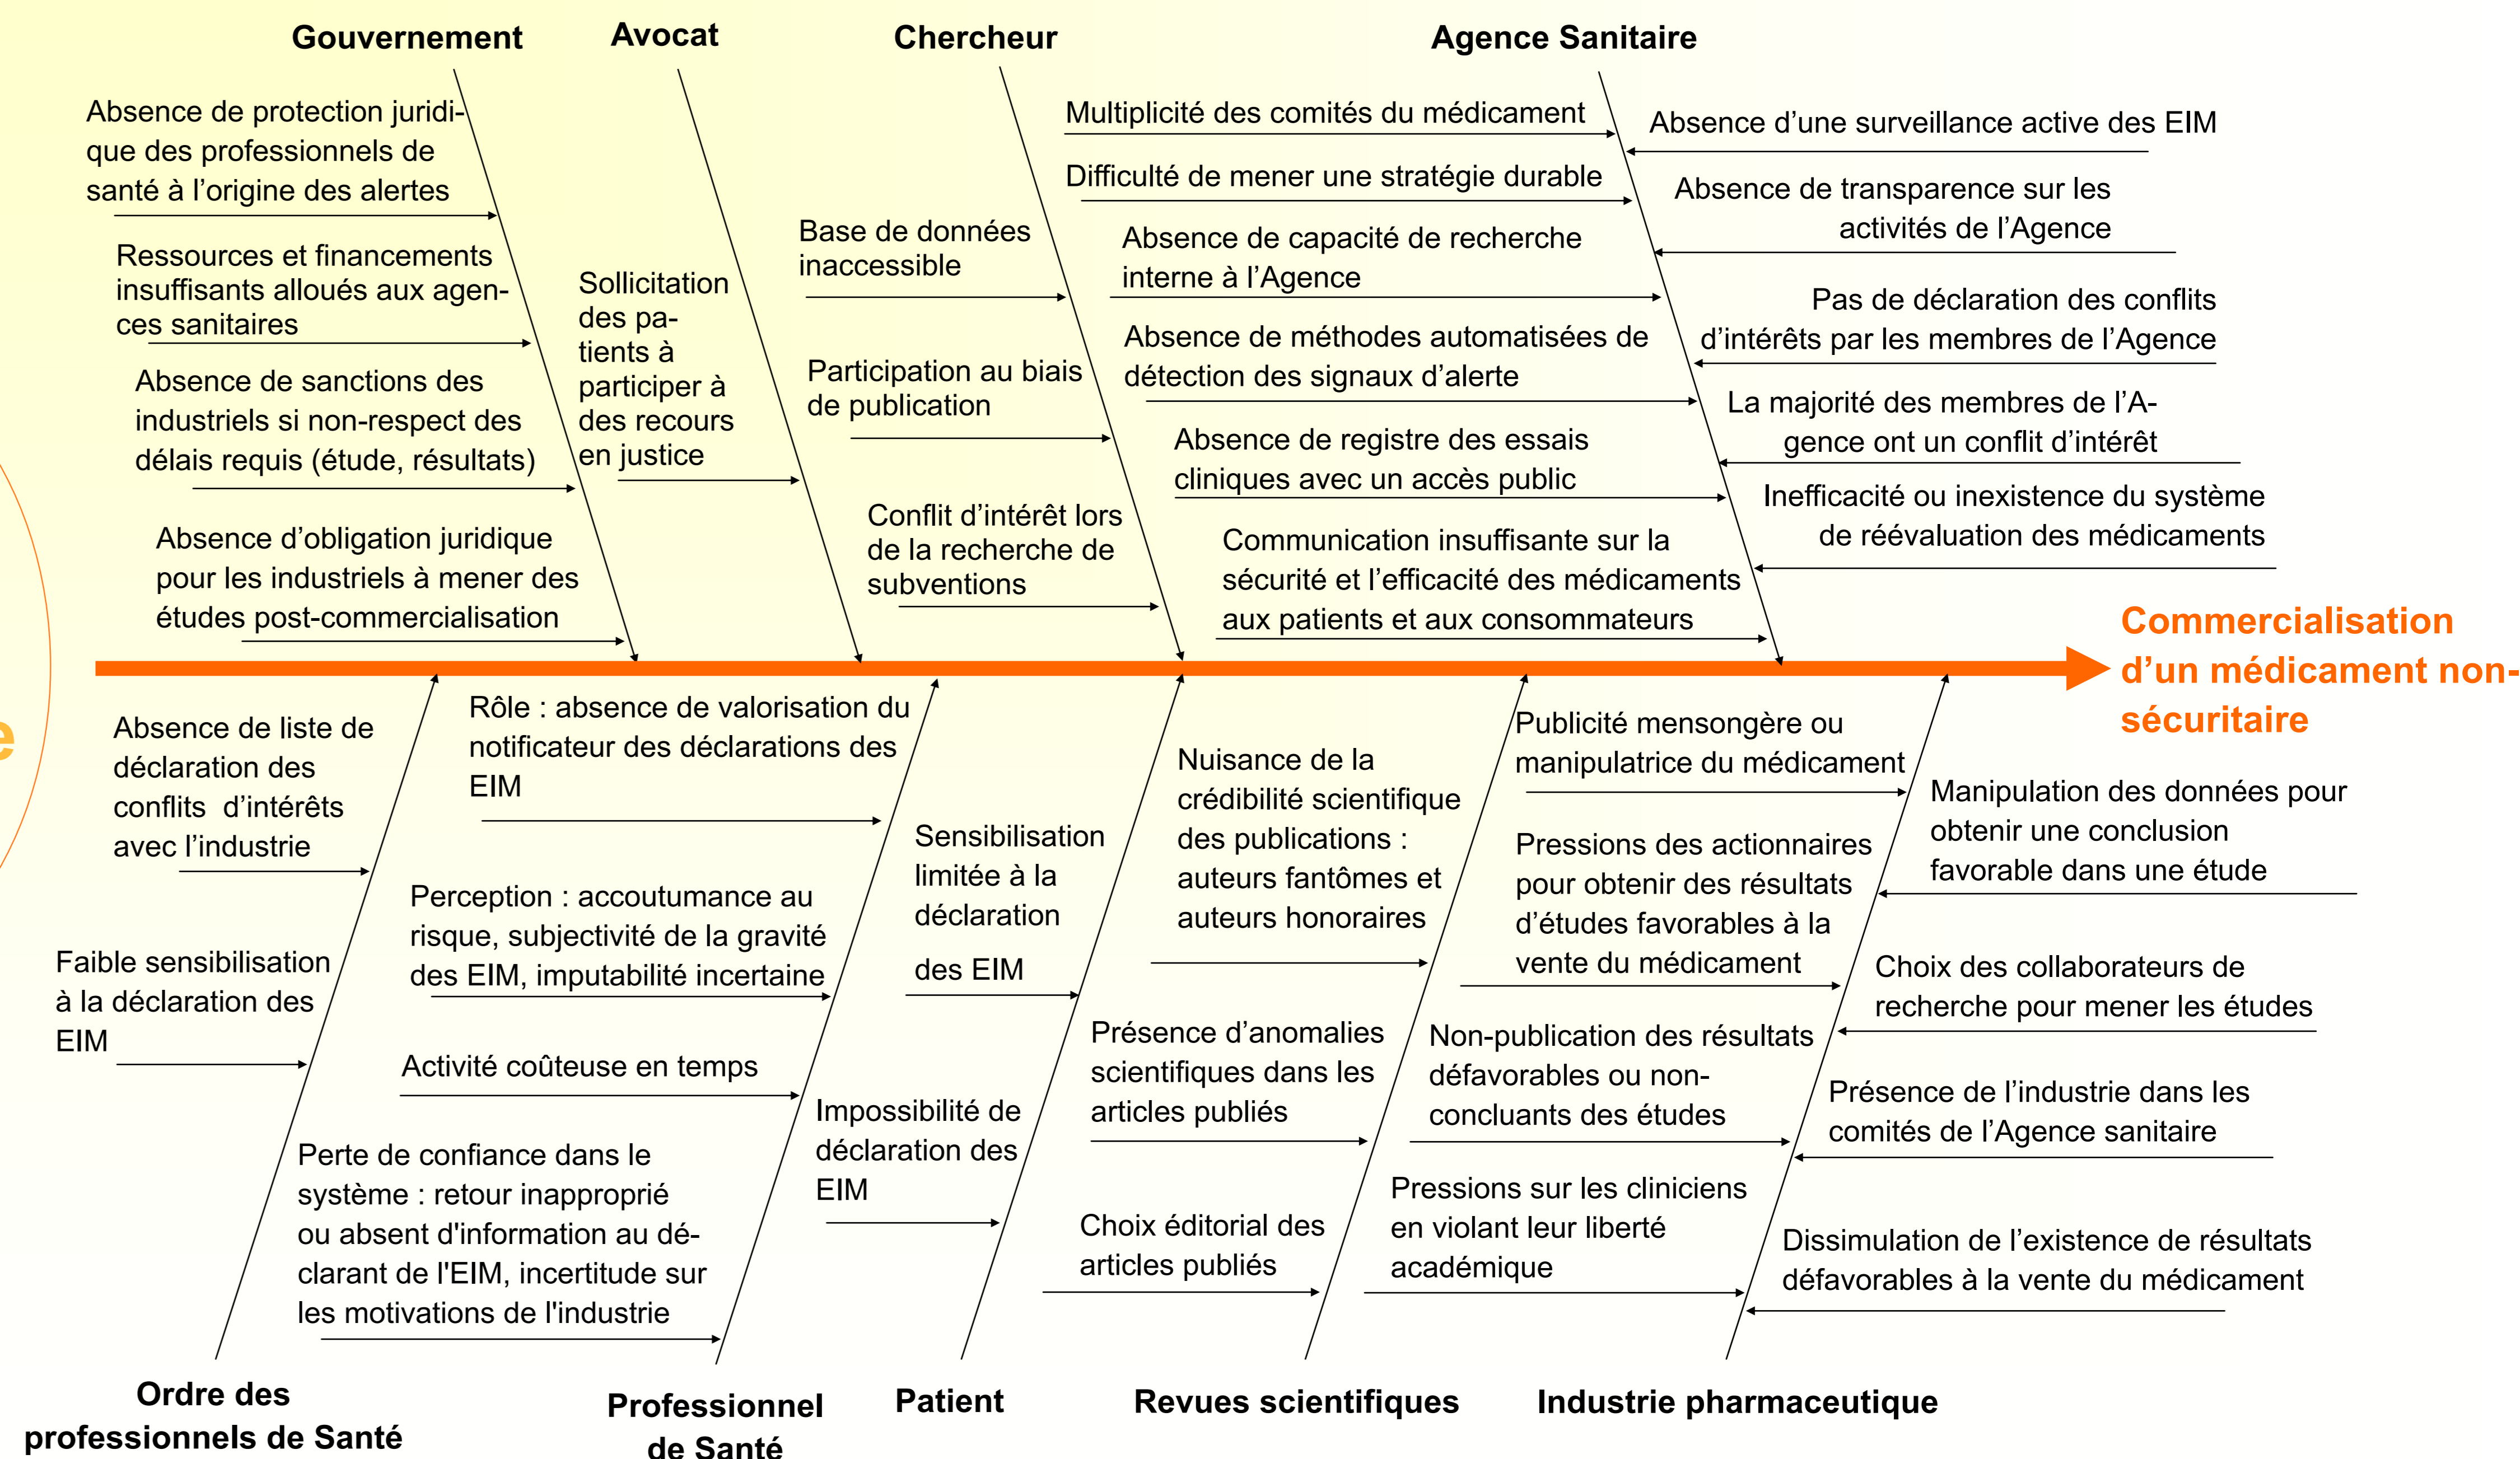 Gouvernement
Avocat
Chercheur
Agence Sanitaire
Absence de protection juridi-
que des professionnels de
santé à l'origine des alertes
Ressources et financements
insuffisants alloués aux agen-
ces sanitaires
Absence de sanctions des
industriels si non-respect des
délais requis (étude, résultats)
Absence d'obligation juridique
pour les industriels à mener des
études post-commercialisation
Sollicitation
des pa-
tients à
participer à
des recours
en justice
Base de données
inaccessible
Participation au biais
de publication
Conflit d'intérêt lors
de la recherche de
subventions
Multiplicité des comités du médicament
Difficulté de mener une stratégie durable
Absence de capacité de recherche
interne à l'Agence
Absence de méthodes automatisées de
détection des signaux d'alerte
Absence de registre des essais
cliniques avec un accès public
Communication insuffisante sur la
sécurité et l'efficacité des médicaments
aux patients et aux consommateurs
Absence d'une surveillance active des EIM
Absence de transparence sur les
activités de l'Agence
Pas de déclaration des conflits
d'intérêts par les membres de l'Agence
La majorité des membres de l'A-
gence ont un conflit d'intérêt
Inefficacité ou inexistence du système
de réévaluation des médicaments
Commercialisation
d'un médicament non-
sécuritaire
e
Absence de liste de
déclaration des
conflits d'intérêts
avec l'industrie
Faible sensibilisation
à la déclaration des
EIM
Rôle : absence de valorisation du
notificateur des déclarations des
EIM
Perception : accoutumance au
risque, subjectivité de la gravité
des EIM, imputabilité incertaine
Activité coûteuse en temps
Perte de confiance dans le
système : retour inapproprié
ou absent d'information au dé-
clarant de l'EIM, incertitude sur
les motivations de l'industrie
Sensibilisation
limitée à la
déclaration
des EIM
Impossibilité de
déclaration des
EIM
Nuisance de la
crédibilité scientifique
des publications :
auteurs fantômes et
auteurs honoraires
Présence d'anomalies
scientifiques dans les
articles publiés
Choix éditorial des
articles publiés
Publicité mensongère ou
manipulatrice du médicament
Pressions des actionnaires
pour obtenir des résultats
d'études favorables à la
vente du médicament
Non-publication des résultats
défavorables ou non-
concluants des études
Pressions sur les cliniciens
en violant leur liberté
académique
Manipulation des données pour
obtenir une conclusion
favorable dans une étude
Choix des collaborateurs de
recherche pour mener les études
Présence de l'industrie dans les
comités de l'Agence sanitaire
Dissimulation de l'existence de résultats
défavorables à la vente du médicament
Ordre des
professionnels de Santé
Professionnel
de Santé
Patient
Revues scientifiques
Industrie pharmaceutique